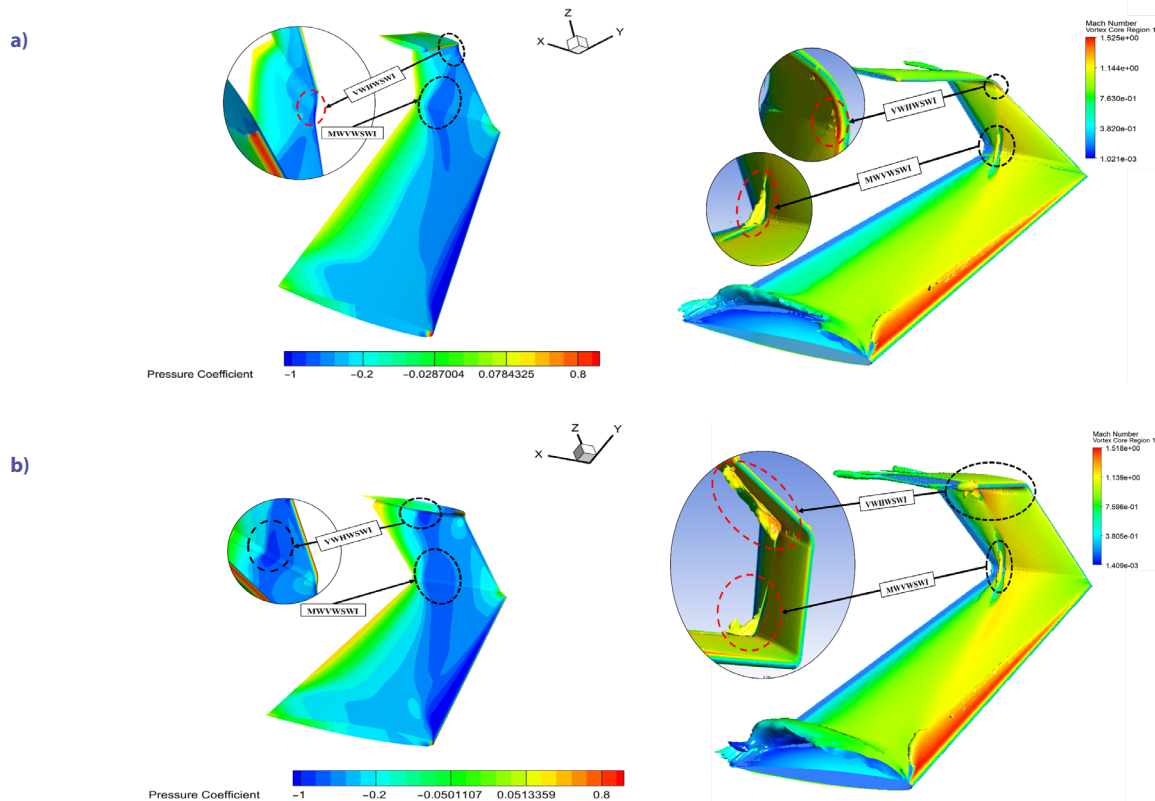 a)
Z
X
Y
VWHWSWI
MWVWSWI
Pressure Coefficient
-1
-0.2
-0.0287004
0.0784325
0.8
Mach Number
Vortex Core Region 1
1.525e+00
1.144e+00
7.630e-01
3.820e-01
1.021e-03
VWHWSWI
MWVWSWI
b)
Z
X
Y
VWHWSWI
MWVWSWI
Pressure Coefficient
-1
-0.2
-0.0501107
0.0513359
0.8
Mach Number
Vortex Core Region 1
1.518e+00
1.139e+00
7.596e-01
3.805e-01
1.409e-03
VWHWSWI
MWVWSWI